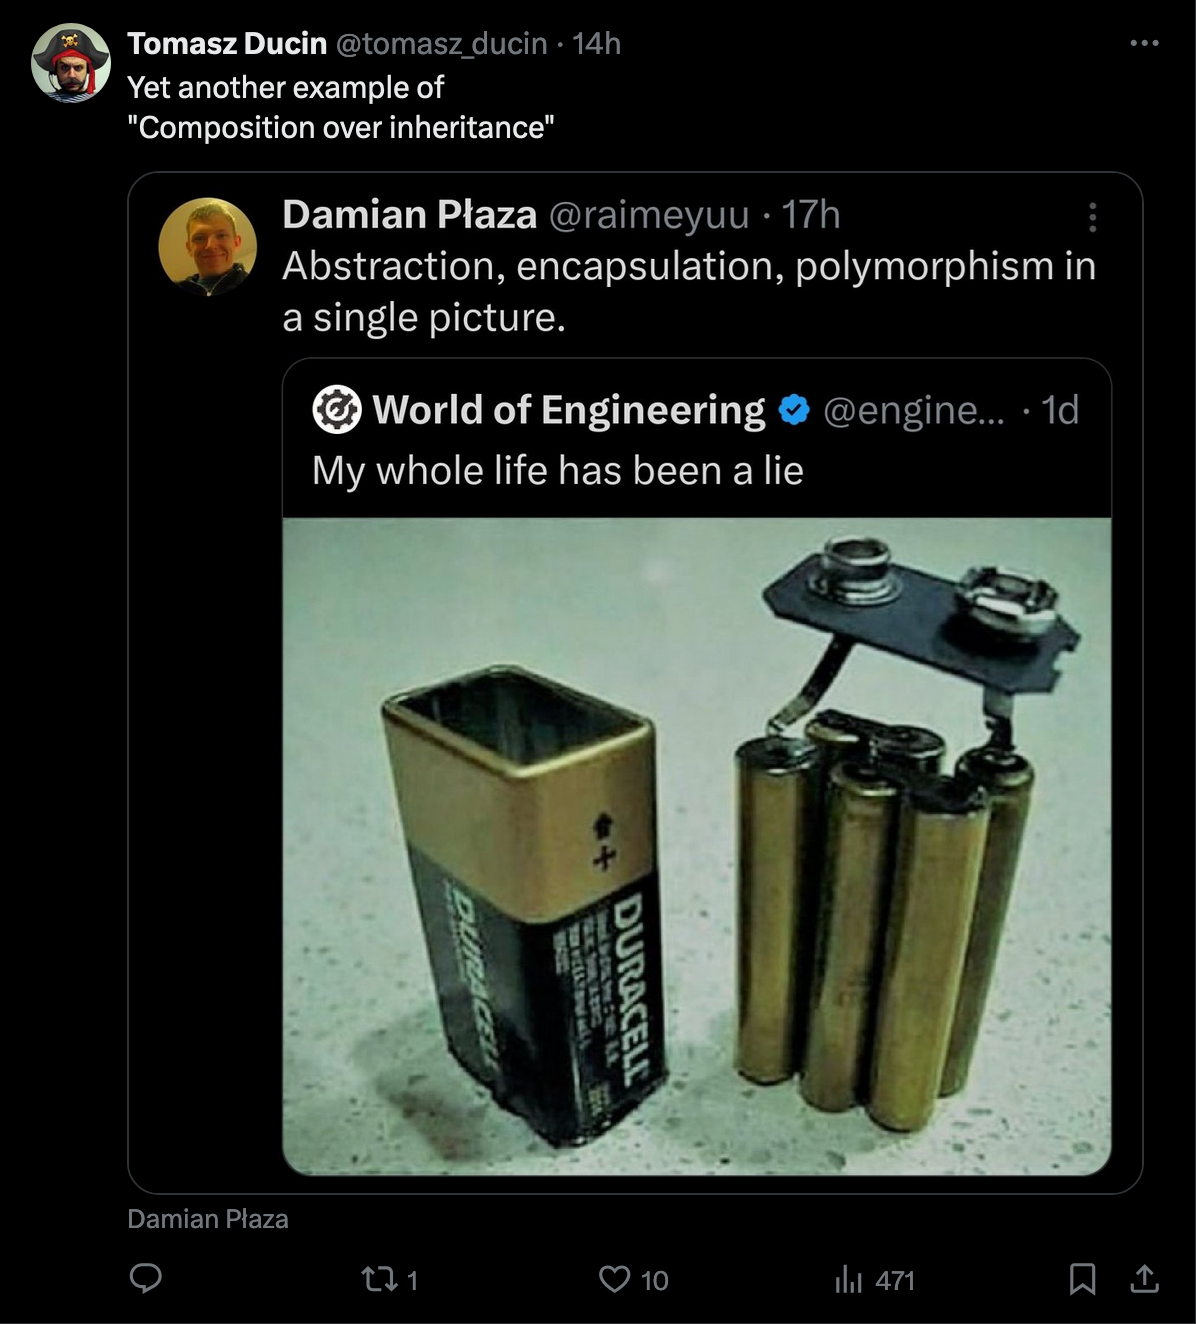 Tomasz Ducin @tomasz_ducin · 14h
Yet another example of
"Composition over inheritance"
Damian Płaza @raimeyuu · 17h
Abstraction, encapsulation, polymorphism in
a single picture.
World of Engineering @engine... · 1d
My whole life has been a lie
+
DURACELL
DURACELL
Damian Płaza
1
10
471